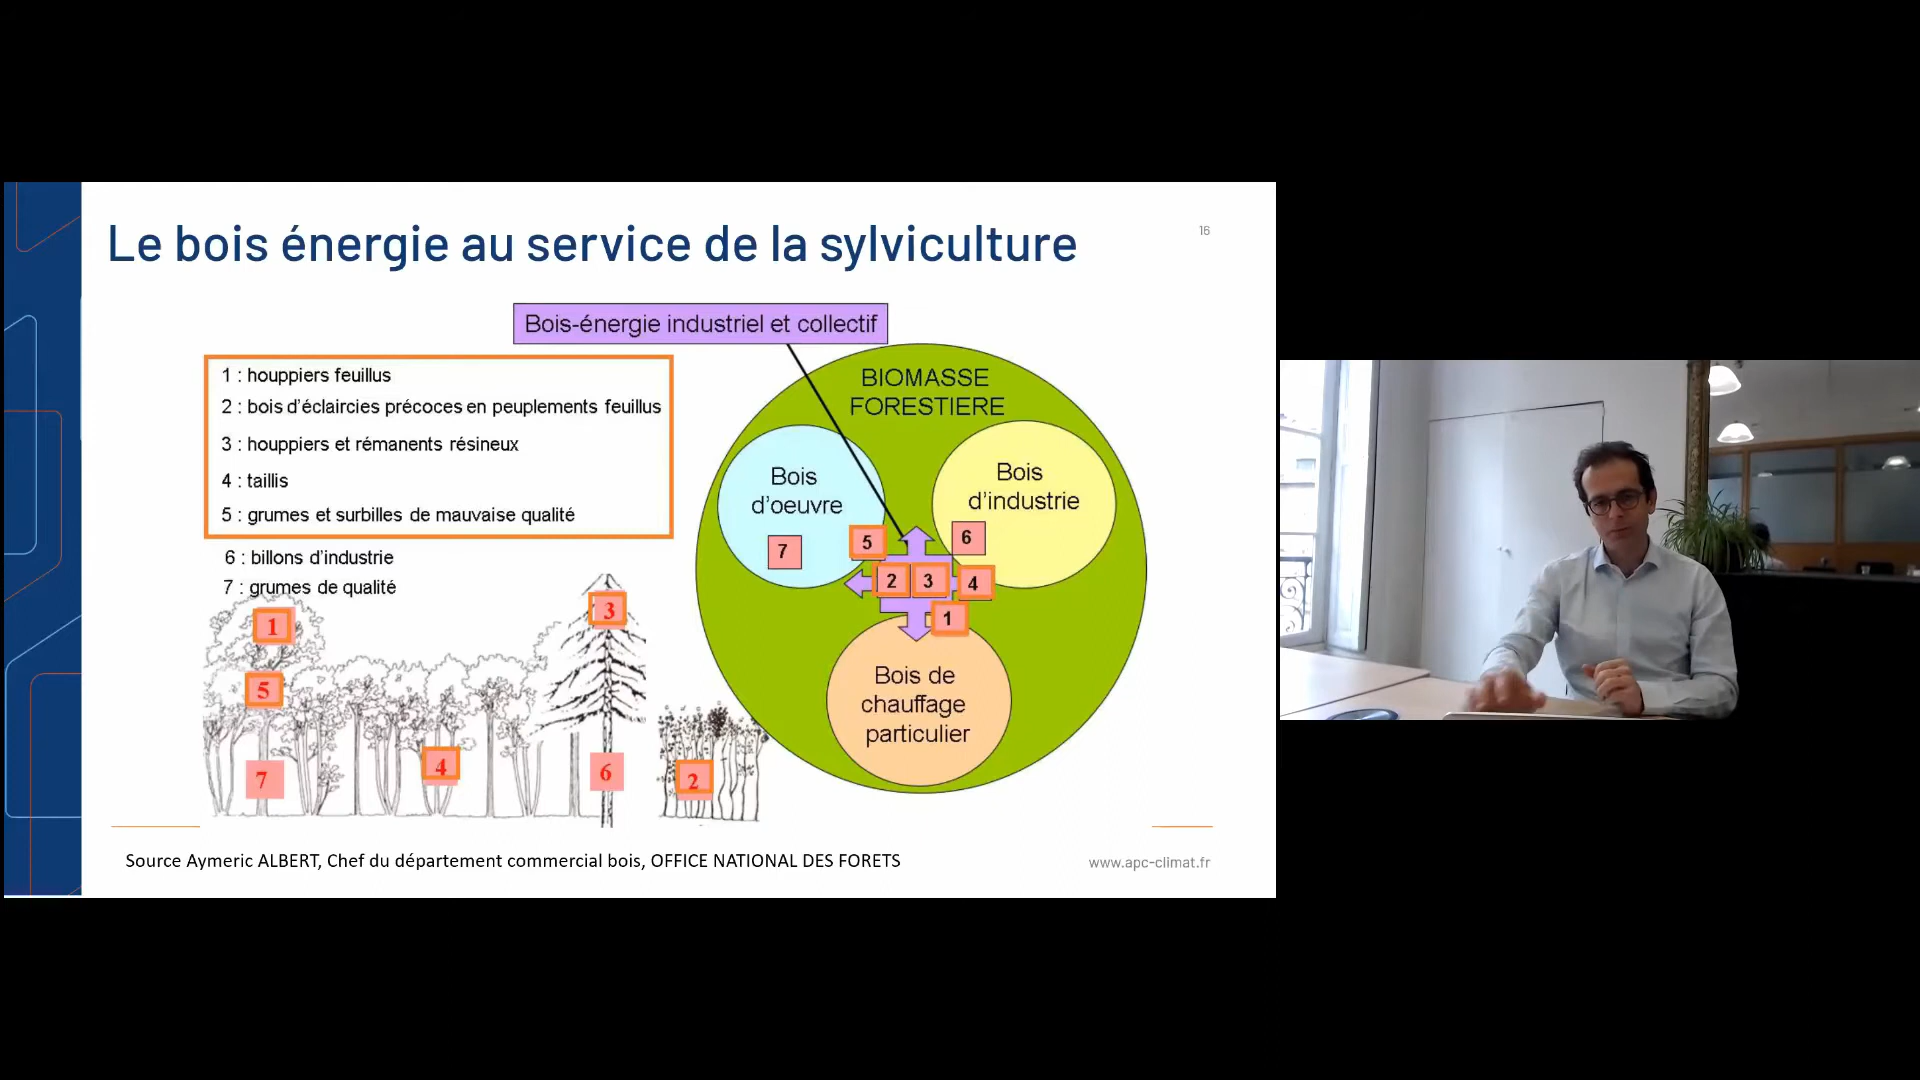 Le bois énergie au service de la sylviculture
16
Bois-énergie industriel et collectif
1 : houppiers feuillus
2 : bois d'éclaircies précoces en peuplements feuillus
3 : houppiers et rémanents résineux
4 : taillis
5 : grumes et surbilles de mauvaise qualité
6 : billons d'industrie
7 : grumes de qualité
1
3
5
7
4
6
2
BIOMASSE
FORESTIERE
Bois
d'oeuvre
7
Bois
d'industrie
5
6
2
3
4
1
Bois de
chauffage
particulier
Source Aymeric ALBERT, Chef du département commercial bois, OFFICE NATIONAL DES FORETS
www.apc-climat.fr